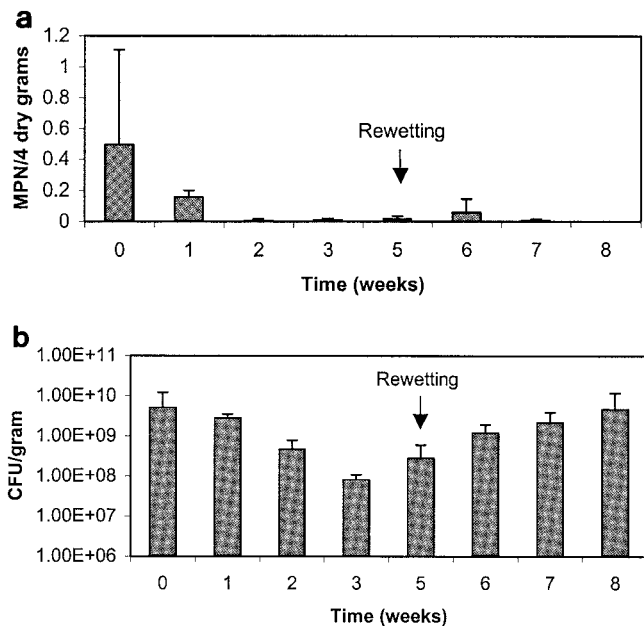 a
MPN/4 dry grams
1.2
1
0.8
0.6
0.4
0.2
0
Rewetting
0 1 2 3 5 6 7 8
Time (weeks)
b
CFU/gram
1.00E+11
1.00E+10
1.00E+09
1.00E+08
1.00E+07
1.00E+06
Rewetting
0 1 2 3 5 6 7 8
Time (weeks)